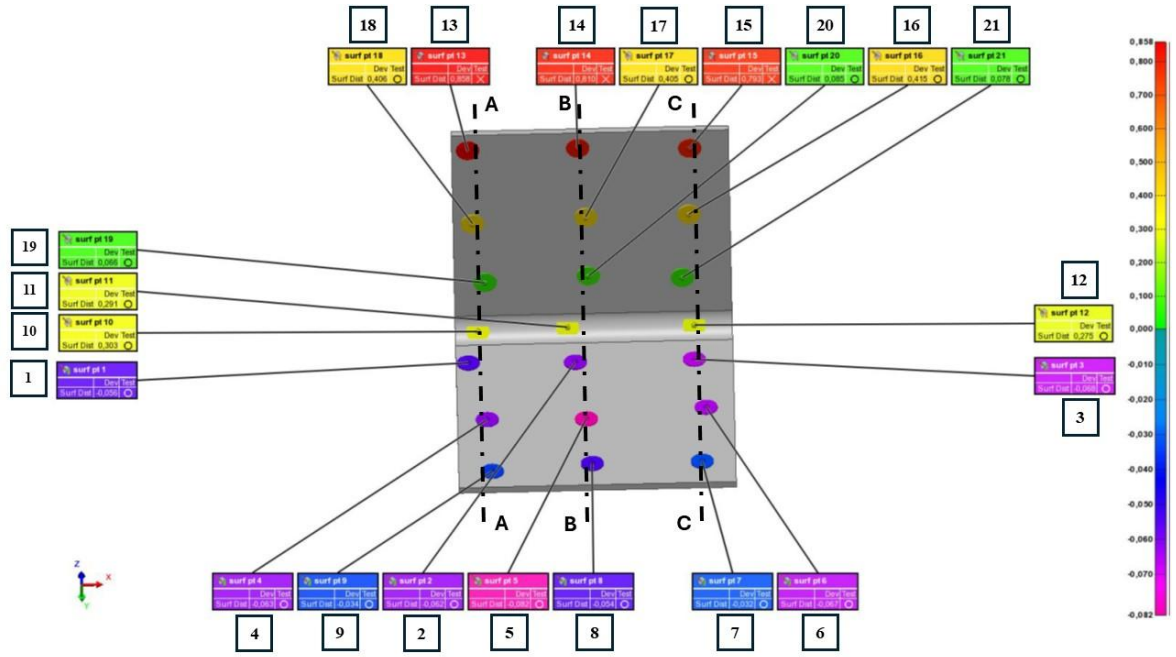 18
13
14
17
15
20
16
21
surf pt 18
Dev Test
Surf Dist 0,406
surf pt 13
Dev Test
Surf Dist 0,858
surf pt 14
Dev Test
Surf Dist 0,810
surf pt 17
Dev Test
Surf Dist 0,405
surf pt 15
Dev Test
Surf Dist 0,793
surf pt 20
Dev Test
Surf Dist 0,085
surf pt 16
Dev Test
Surf Dist 0,415
surf pt 21
Dev Test
Surf Dist 0,078
A
B
C
19
surf pt 19
Dev Test
Surf Dist 0,066
11
surf pt 11
Dev Test
Surf Dist 0,291
10
surf pt 10
Dev Test
Surf Dist 0,303
1
surf pt 1
Dev Test
Surf Dist -0,056
12
surf pt 12
Dev Test
Surf Dist 0,275
surf pt 3
Dev Test
Surf Dist -0,068
3
A
B
C
Z
X
Y
surf pt 4
Dev Test
Surf Dist -0,063
surf pt 9
Dev Test
Surf Dist -0,034
surf pt 2
Dev Test
Surf Dist -0,062
surf pt 5
Dev Test
Surf Dist -0,082
surf pt 8
Dev Test
Surf Dist -0,054
surf pt 7
Dev Test
Surf Dist -0,032
surf pt 6
Dev Test
Surf Dist -0,067
4
9
2
5
8
7
6
0,858
0,800
0,700
0,600
0,500
0,400
0,300
0,200
0,100
0,000
-0,010
-0,020
-0,030
-0,040
-0,050
-0,060
-0,070
-0,082